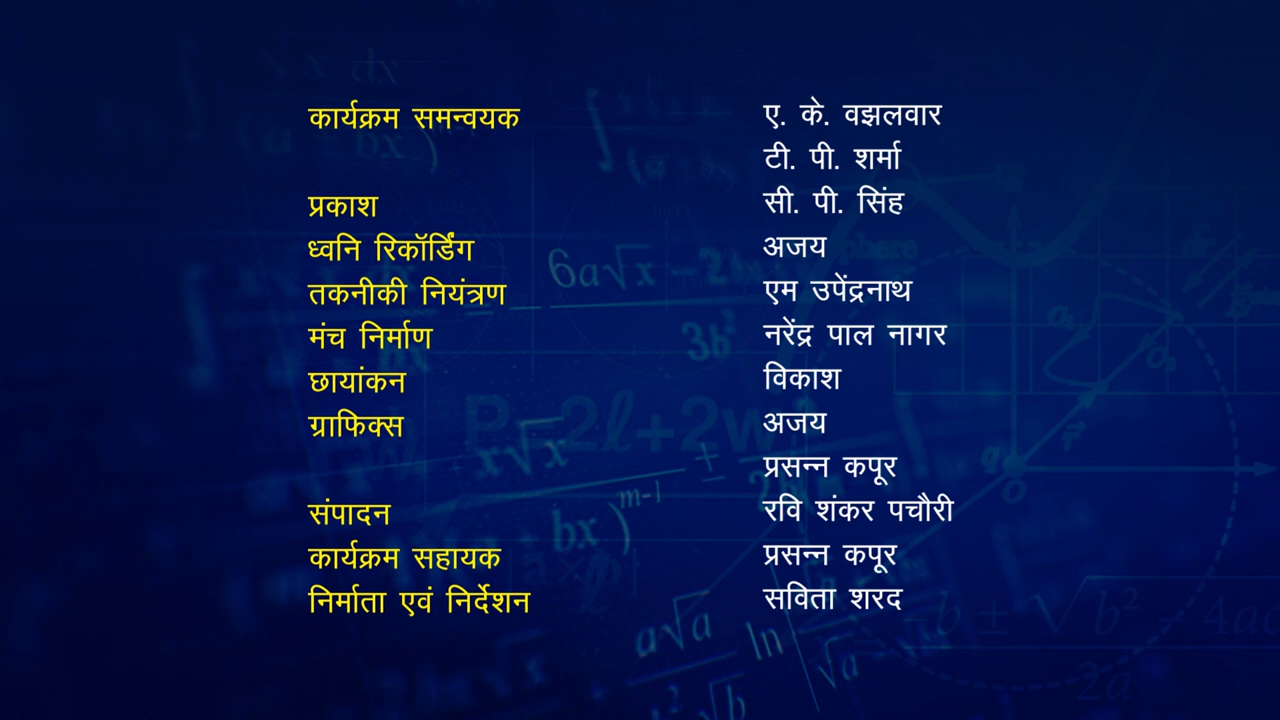 कार्यक्रम समन्वयक ए. के. वझलवार
टी. पी. शर्मा
प्रकाश सी. पी. सिंह
ध्वनि रिकॉर्डिंग अजय
तकनीकी नियंत्रण एम उपेंद्रनाथ
मंच निर्माण नरेंद्र पाल नागर
छायांकन विकाश
ग्राफिक्स अजय
प्रसन्न कपूर
संपादन रवि शंकर पचौरी
कार्यक्रम सहायक प्रसन्न कपूर
निर्माता एवं निर्देशन सविता शरद